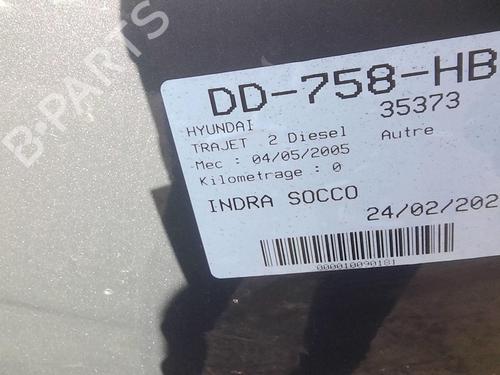 B-PARTS
DD-758-HB
HYUNDAI 35373
TRAJET 2 Diesel Autre
Mec : 04/05/2005
Kilometrage : 0
INDRA SOCCO
24/02/202
000010090181